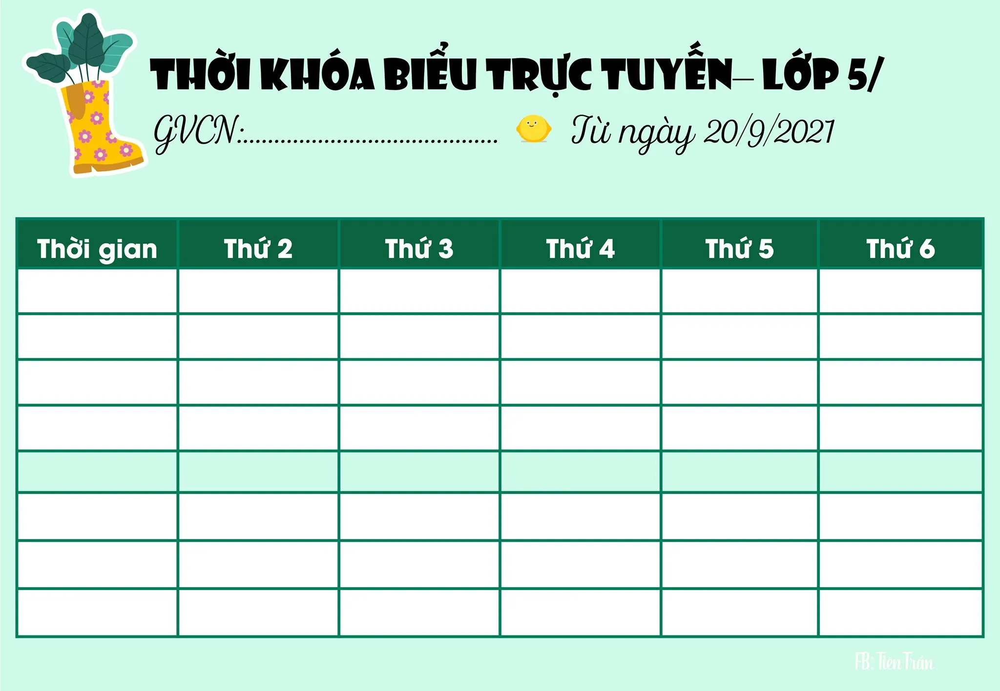 THỜI KHÓA BIỂU TRỰC TUYẾN– LỚP 5/
GVCN:......................................... Từ ngày 20/9/2021
Thời gian Thứ 2 Thứ 3 Thứ 4 Thứ 5 Thứ 6
FB: Tiên Trần